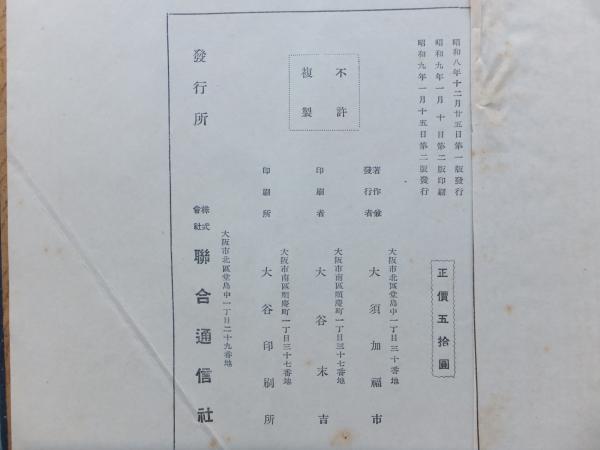 昭和八年十二月廿五日第一版發行
昭和九年一月十日第二版印刷
昭和九年一月十五日第二版發行
正價五拾圓
不許
複製
著作兼
發行者
大阪市北區堂島中一丁目三十番地
大須加福市
印刷者
大阪市南區順慶町一丁目三十七番地
大谷末吉
印刷所
大阪市南區順慶町一丁目三十七番地
大谷印刷所
發行所
大阪市北區堂島中一丁目二十九番地
株式
會社
聯合通信社